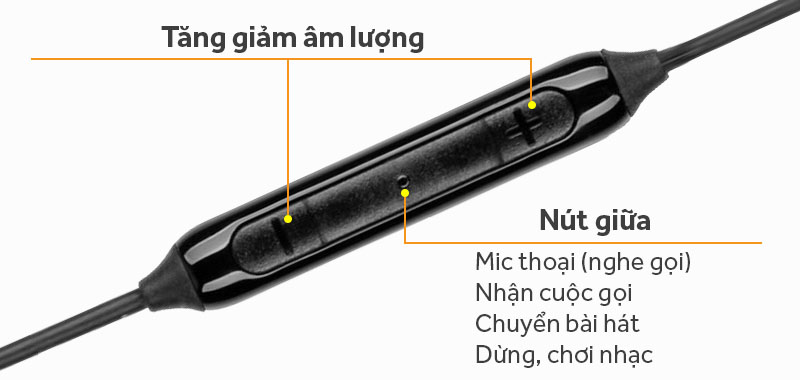 Tăng giảm âm lượng
Nút giữa
Mic thoại (nghe gọi)
Nhận cuộc gọi
Chuyển bài hát
Dừng, chơi nhạc